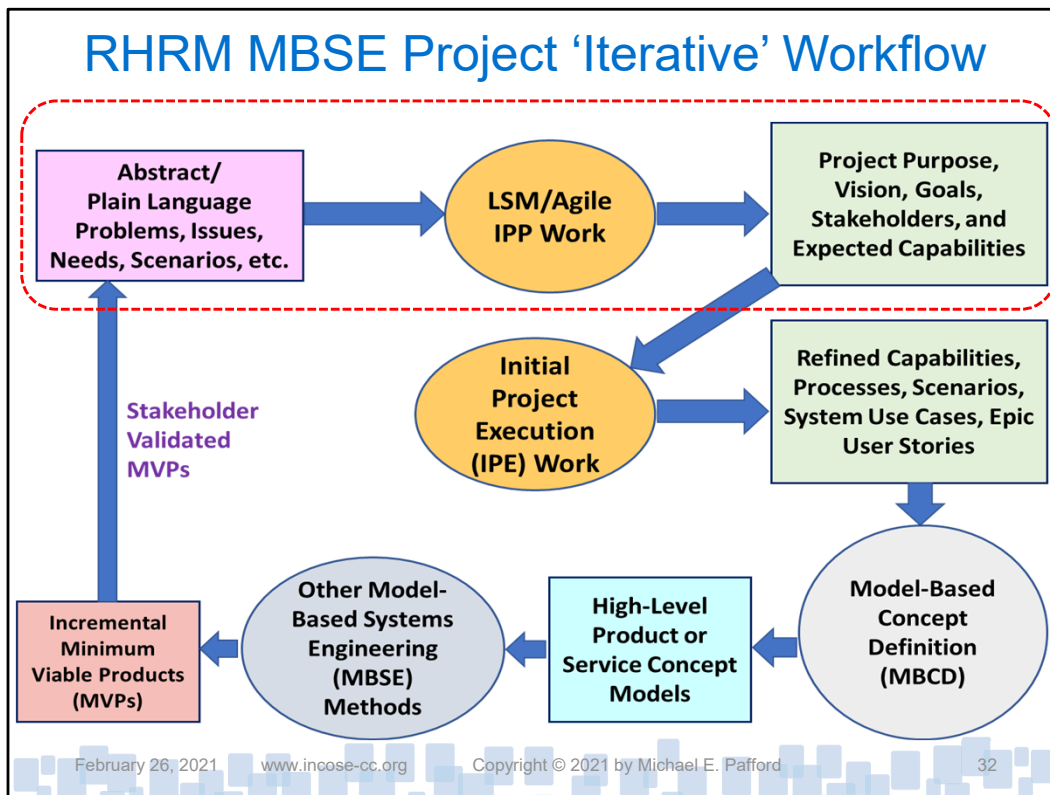 RHRM MBSE Project ‘Iterative’ Workflow
Abstract/
Plain Language
Problems, Issues,
Needs, Scenarios, etc.
LSM/Agile
IPP Work
Project Purpose,
Vision, Goals,
Stakeholders, and
Expected Capabilities
Initial
Project
Execution
(IPE) Work
Refined Capabilities,
Processes, Scenarios,
System Use Cases, Epic
User Stories
Stakeholder
Validated
MVPs
Model-Based
Concept
Definition
(MBCD)
High-Level
Product or
Service Concept
Models
Other Model-
Based Systems
Engineering
(MBSE)
Methods
Incremental
Minimum
Viable Products
(MVPs)
February 26, 2021 www.incose-cc.org Copyright © 2021 by Michael E. Pafford 32